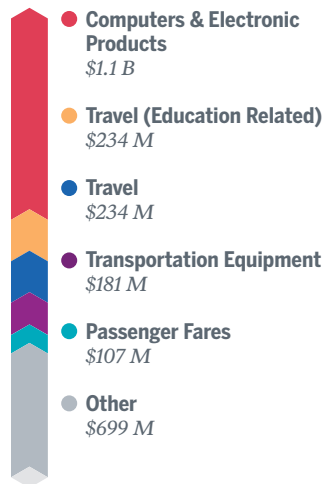 Computers & Electronic
Products
$1.1 B
Travel (Education Related)
$234 M
Travel
$234 M
Transportation Equipment
$181 M
Passenger Fares
$107 M
Other
$699 M